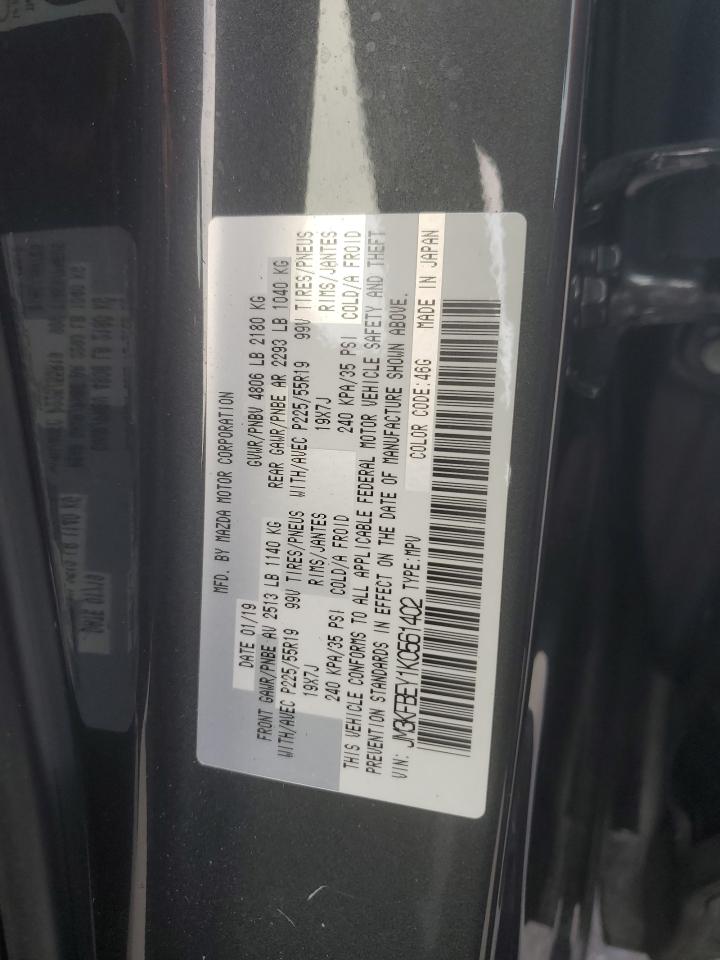 MFD. BY MAZDA MOTOR CORPORATION
DATE 01/19 GVWR/PNBV 4806 LB 2180 KG
FRONT GAWR/PNBE AV 2513 LB 1140 KG REAR GAWR/PNBE AR 2293 LB 1040 KG
WITH/AVEC P225/55R19 99V TIRES/PNEUS WITH/AVEC P225/55R19 99V TIRES/PNEUS
19X7J RIMS/JANTES 19X7J RIMS/JANTES
240 KPA/35 PSI COLD/A FROID 240 KPA/35 PSI COLD/A FROID
THIS VEHICLE CONFORMS TO ALL APPLICABLE FEDERAL MOTOR VEHICLE SAFETY AND THEFT
PREVENTION STANDARDS IN EFFECT ON THE DATE OF MANUFACTURE SHOWN ABOVE.
VIN: JM3KFBEY1K0561402 TYPE:MPV COLOR CODE:46G MADE IN JAPAN